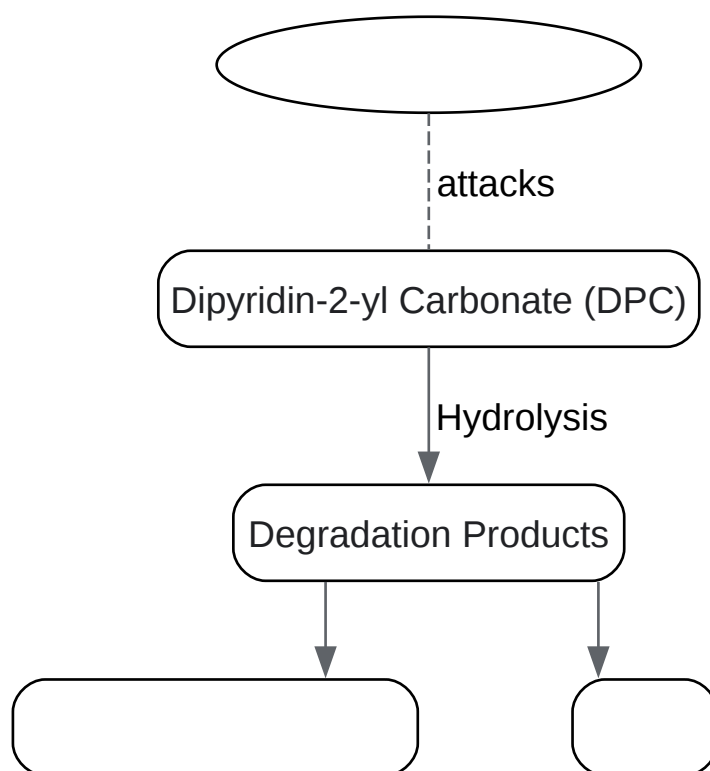 attacks
Dipyridin-2-yl Carbonate (DPC)
Hydrolysis
Degradation Products